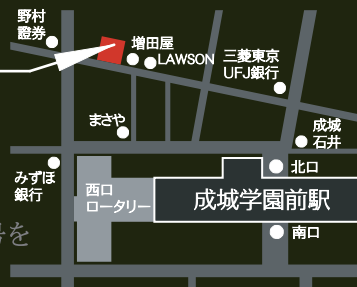 野村
證券
増田屋
LAWSON
三菱東京
UFJ銀行
まさや
成城
石井
みずほ
銀行
西口
ロータリー
北口
成城学園前駅
南口
を